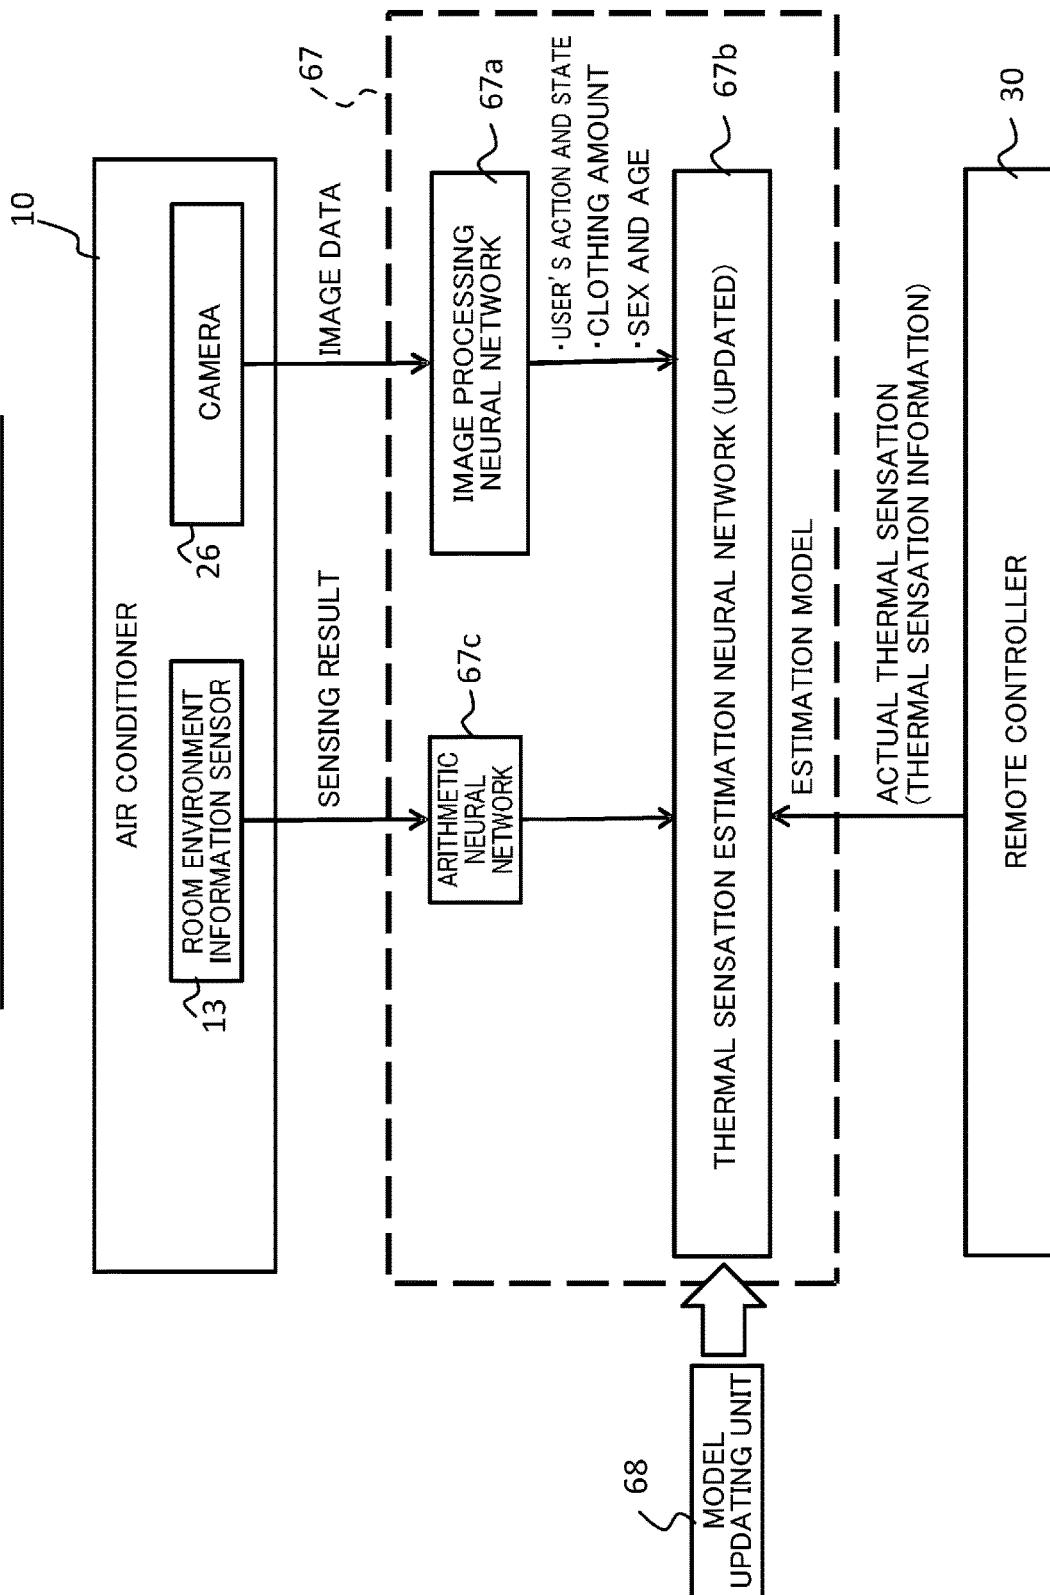 10
AIR CONDITIONER
ROOM ENVIRONMENT
INFORMATION SENSOR
13
CAMERA
26
SENSING RESULT
IMAGE DATA
67
ARITHMETIC
NEURAL
NETWORK
67c
IMAGE PROCESSING
NEURAL NETWORK
67a
・USER'S ACTION AND STATE
・CLOTHING AMOUNT
・SEX AND AGE
MODEL
UPDATING UNIT
68
THERMAL SENSATION ESTIMATION NEURAL NETWORK (UPDATED)
67b
ESTIMATION MODEL
ACTUAL THERMAL SENSATION
(THERMAL SENSATION INFORMATION)
REMOTE CONTROLLER
30